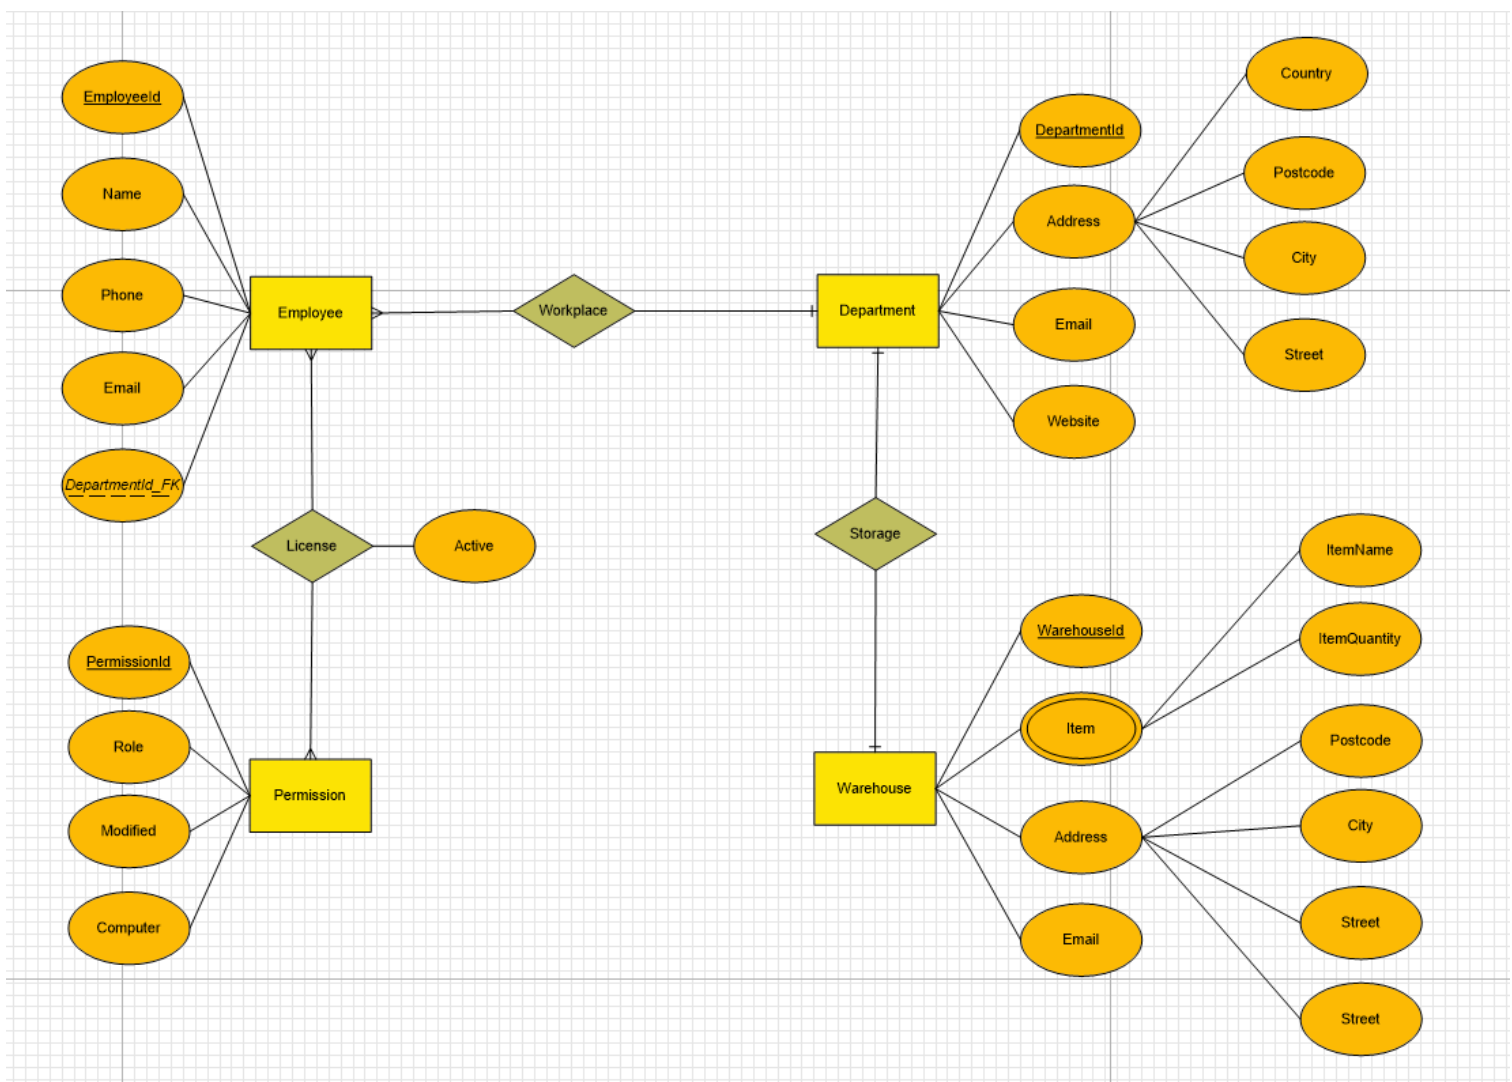 EmployeeId
Name
Phone
Email
DepartmentId_FK
Employee
Workplace
Department
DepartmentId
Address
Email
Website
Country
Postcode
City
Street
License
Active
Storage
PermissionId
Role
Modified
Computer
Permission
Warehouse
WarehouseId
Item
Address
Email
ItemName
ItemQuantity
Postcode
City
Street
Street